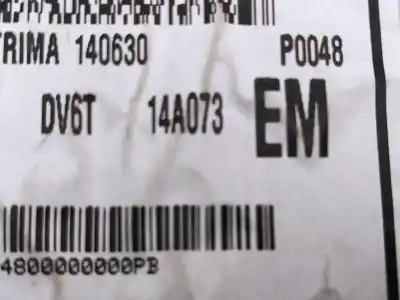 TRIMA 140630 P0048
DV6T 14A073 EM
4800000000PB